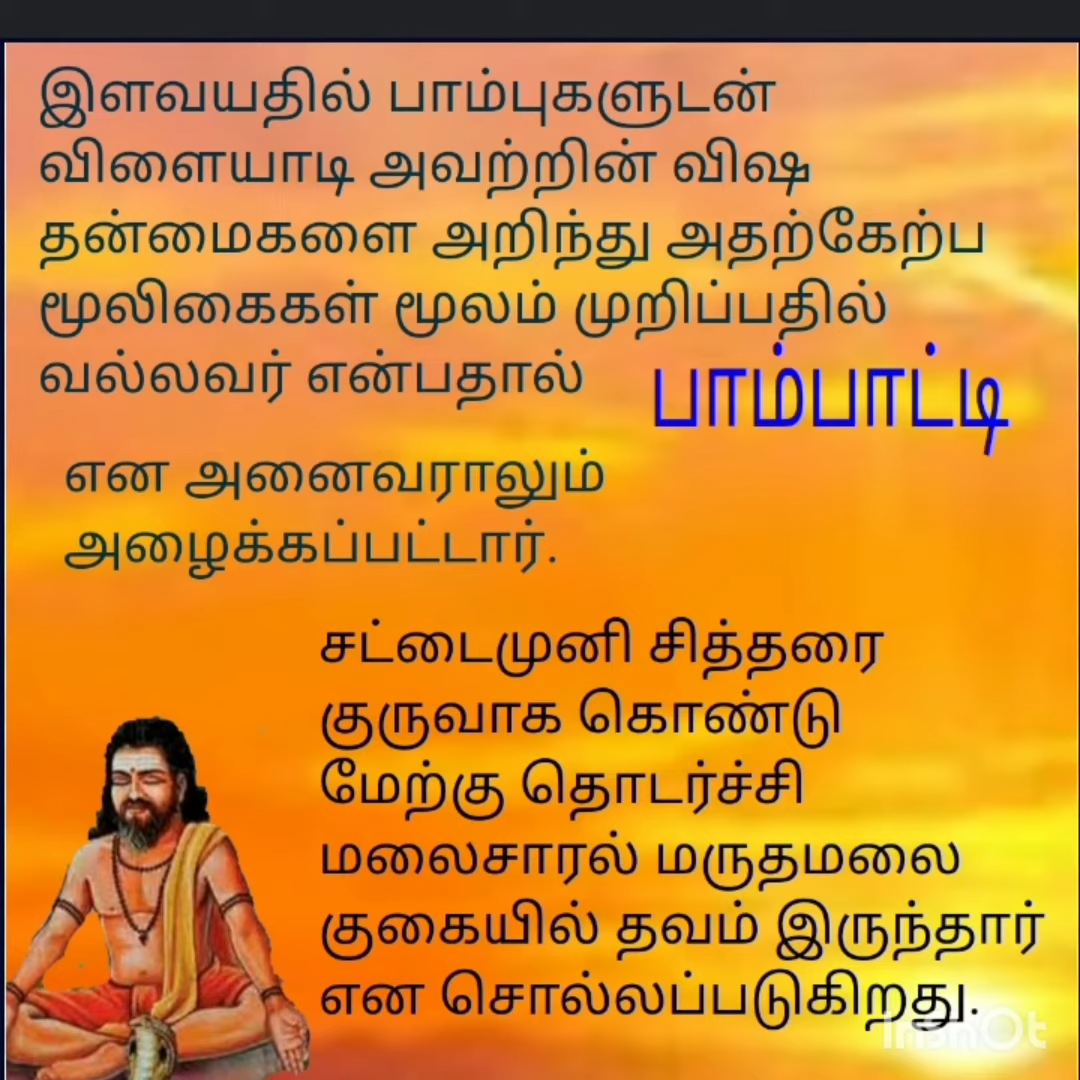 இளவயதில் பாம்புகளுடன்
விளையாடி அவற்றின் விஷ
தன்மைகளை அறிந்து அதற்கேற்ப
மூலிகைகள் மூலம் முறிப்பதில்
வல்லவர் என்பதால் பாம்பாட்டி
என அனைவராலும்
அழைக்கப்பட்டார்.
சட்டைமுனி சித்தரை
குருவாக கொண்டு
மேற்கு தொடர்ச்சி
மலைசாரல் மருதமலை
குகையில் தவம் இருந்தார்
என சொல்லப்படுகிறது.
InShOt